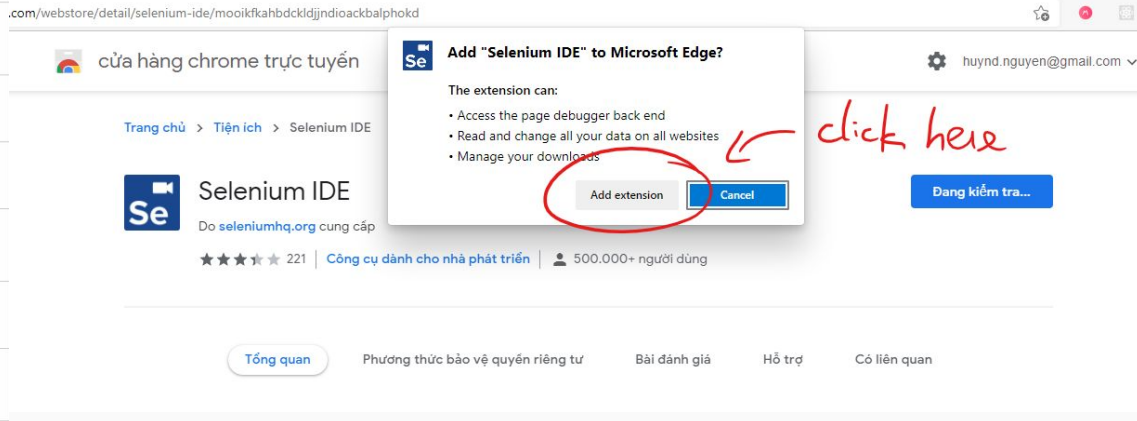 .com/webstore/detail/selenium-ide/mooikfkahbdckldjjndioackbalphokd
cửa hàng chrome trực tuyến
huynd.nguyen@gmail.com
Se
Add "Selenium IDE" to Microsoft Edge?
The extension can:
• Access the page debugger back end
• Read and change all your data on all websites
• Manage your downloads
Add extension
Cancel
click here
Trang chủ > Tiện ích > Selenium IDE
Se
Selenium IDE
Do seleniumhq.org cung cấp
221 | Công cụ dành cho nhà phát triển | 500.000+ người dùng
Đang kiểm tra...
Tổng quan Phương thức bảo vệ quyền riêng tư Bài đánh giá Hỗ trợ Có liên quan